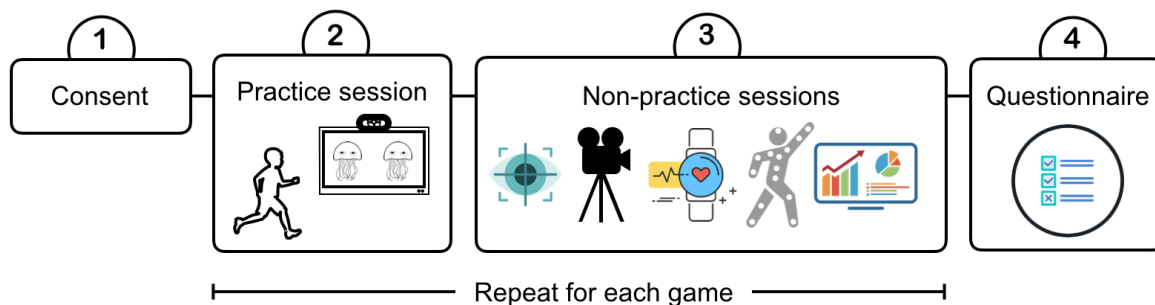 1
Consent
2
Practice session
3
Non-practice sessions
4
Questionnaire
Repeat for each game